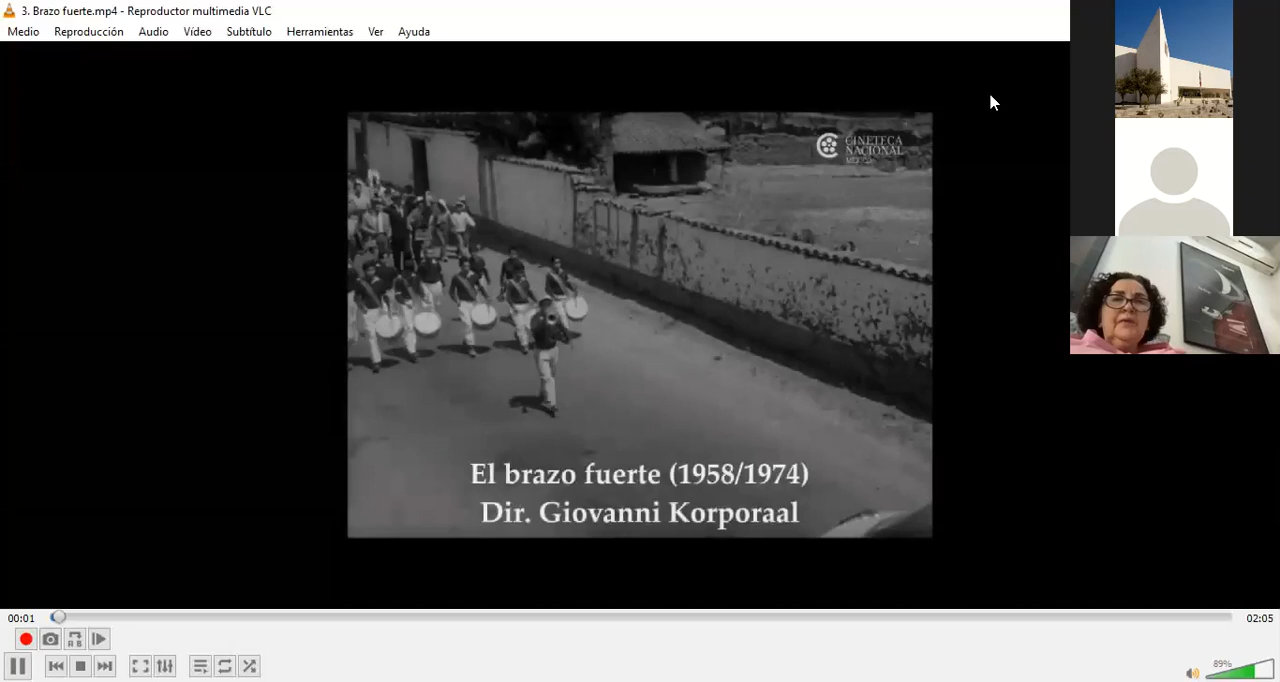 3. Brazo fuerte.mp4 - Reproductor multimedia VLC
Medio Reproducción Audio Vídeo Subtítulo Herramientas Ver Ayuda
CINETECA
NACIONAL
MÉXICO
El brazo fuerte (1958/1974)
Dir. Giovanni Korporaal
00:01
02:05
89%